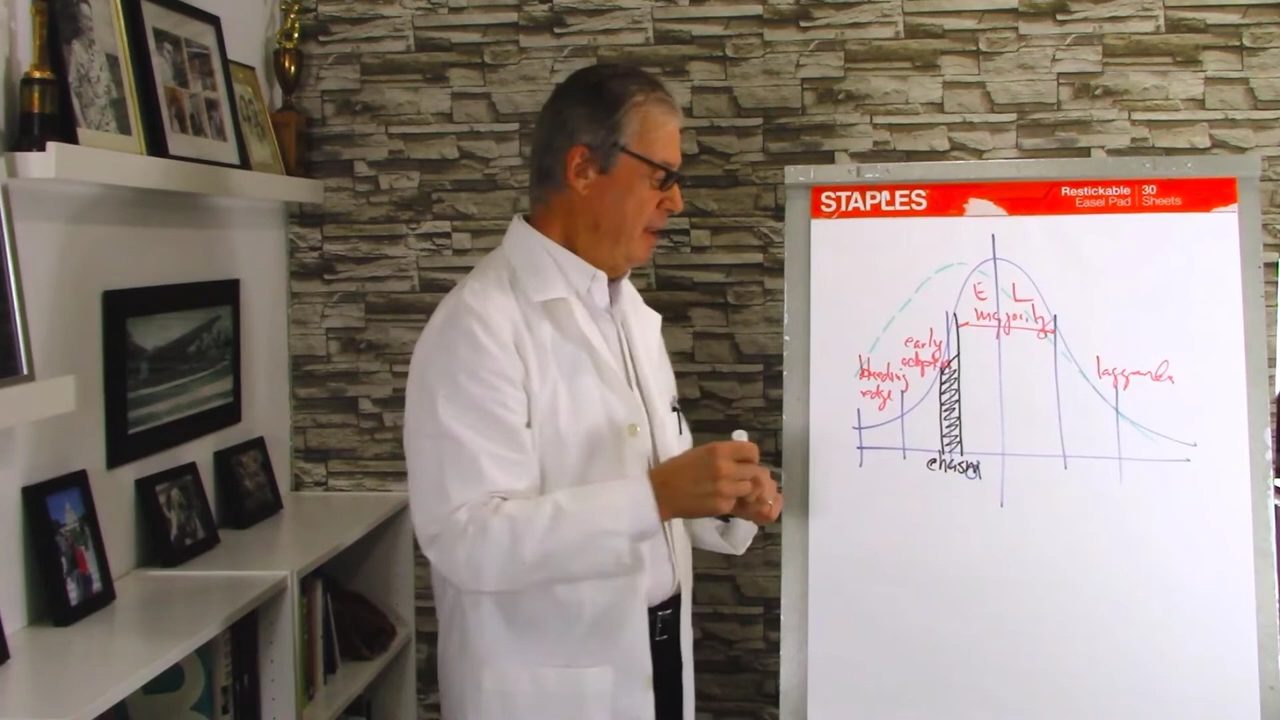 STAPLES
Restickable | 30
Easel Pad | Sheets
E L
majority
early
adopters
bleeding
edge
laggards
chasm